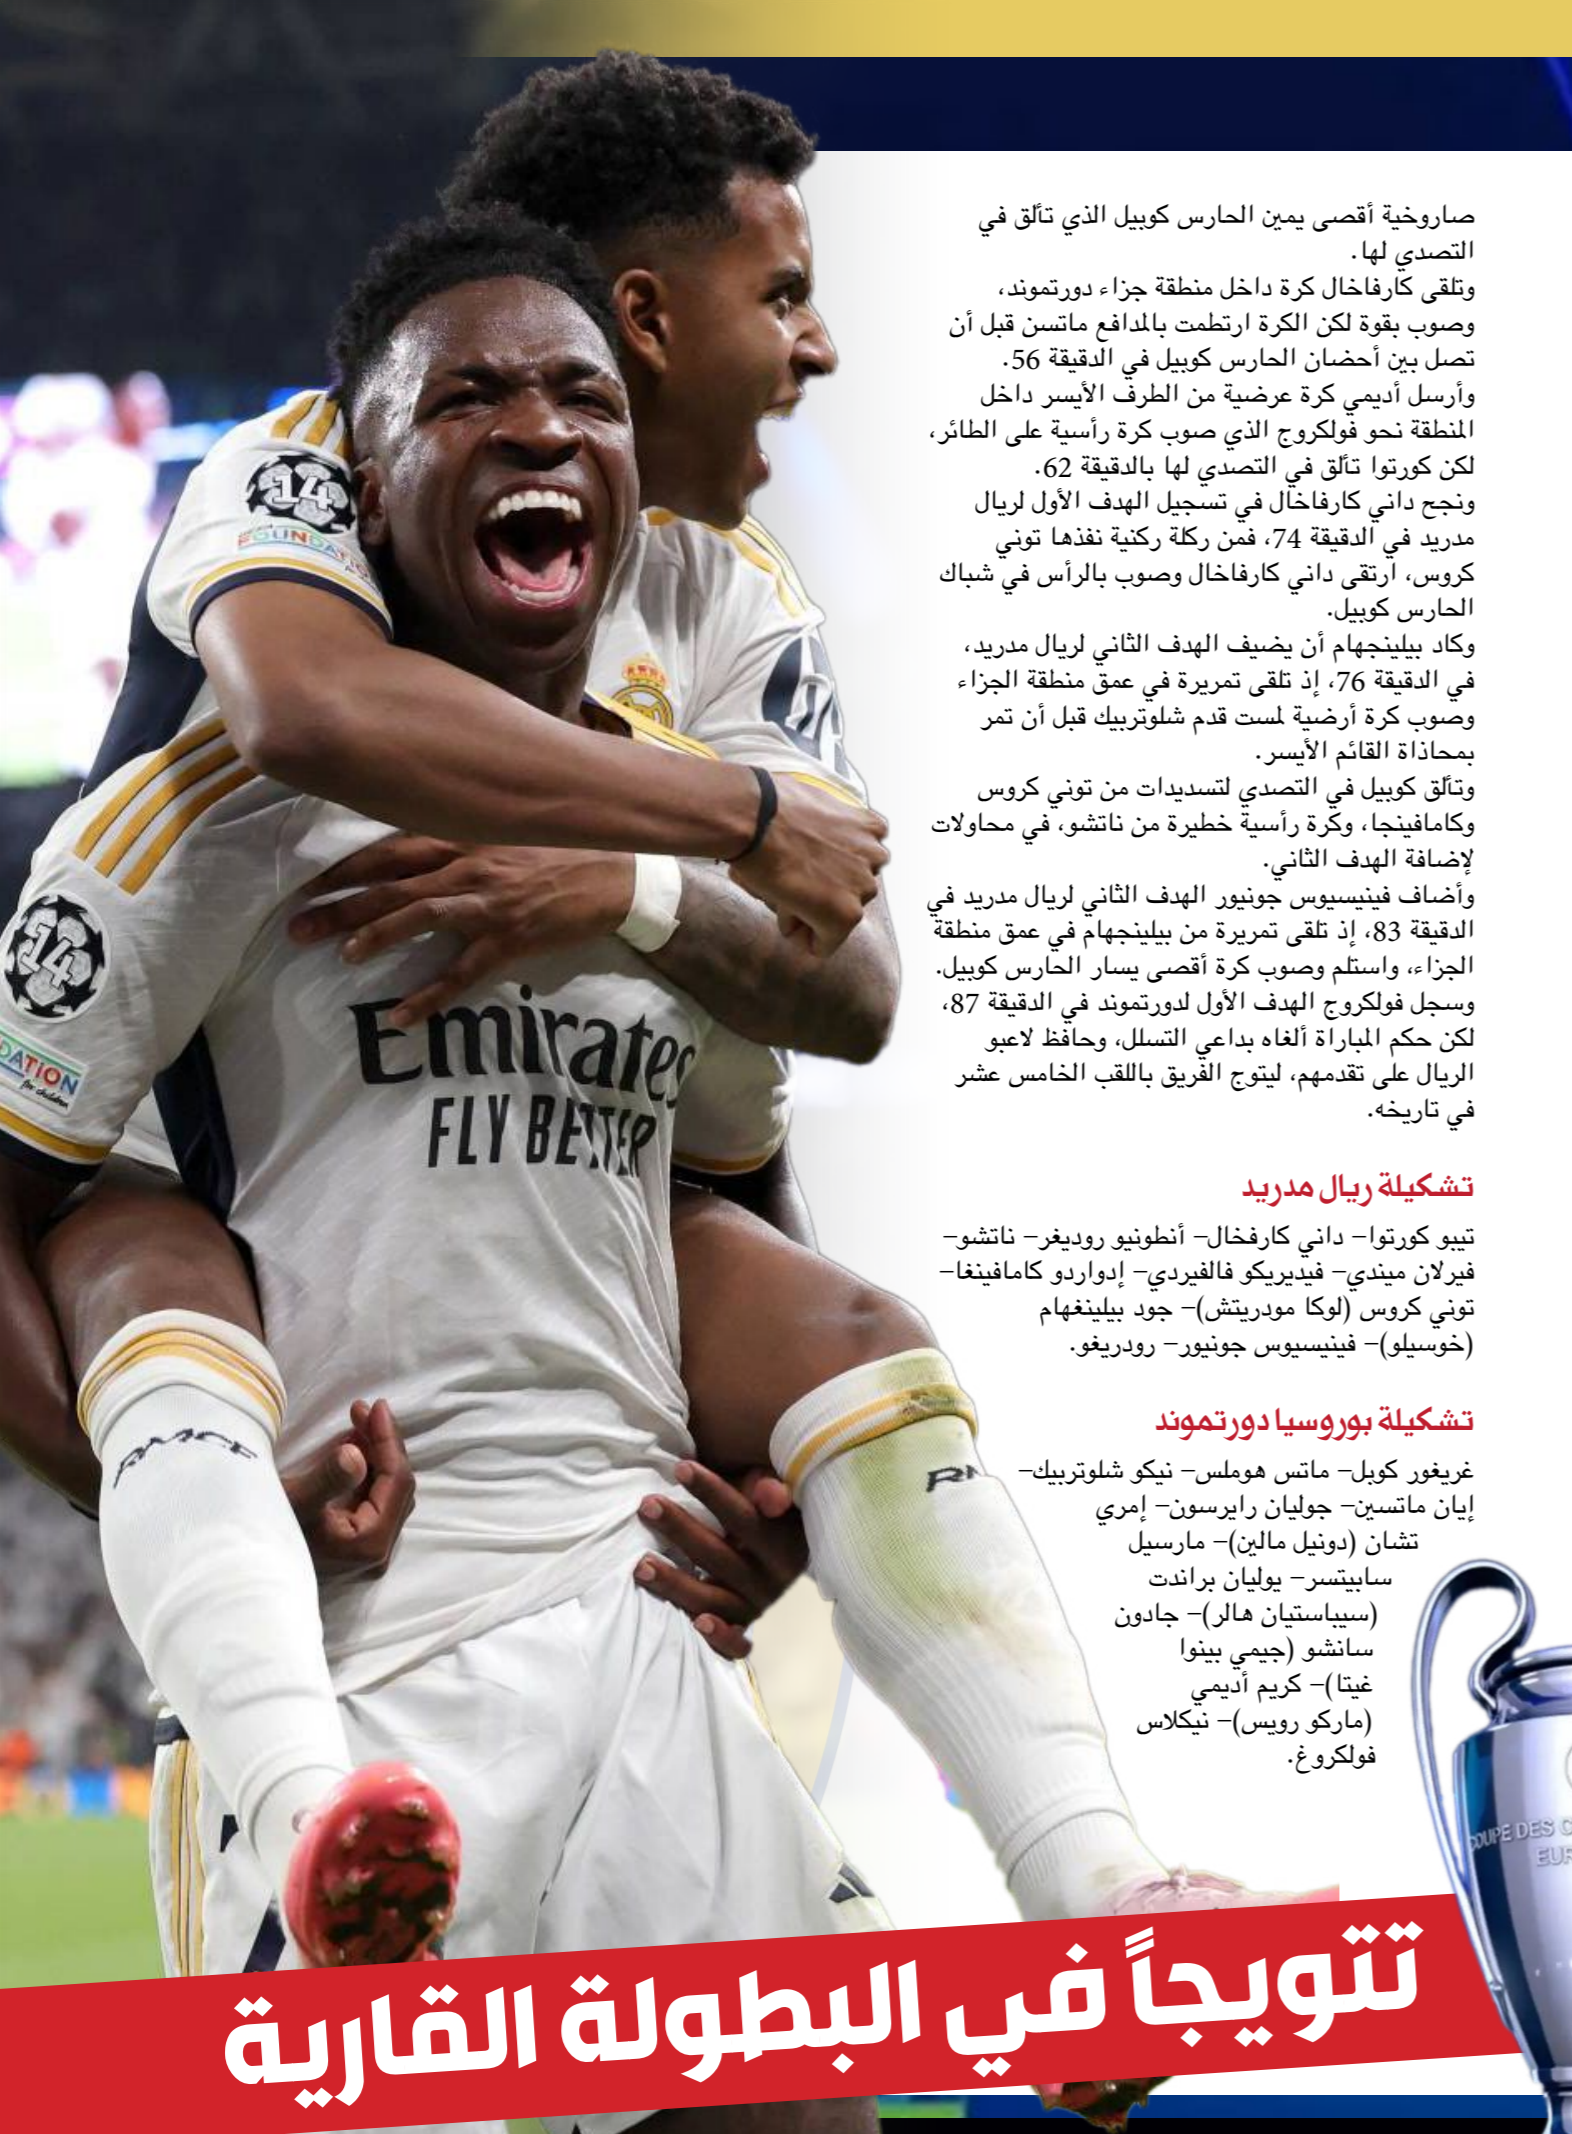 صاروخية أقصى يمين الحارس كوبيل الذي تألق في
التصدي لها.
وتلقى كارفاخال كرة داخل منطقة جزاء دورتموند،
وصوب بقوة لكن الكرة ارتطمت بالمدافع ماتسن قبل أن
تصل بين أحضان الحارس كوبيل في الدقيقة 56.
وأرسل أديمي كرة عرضية من الطرف الأيسر داخل
المنطقة نحو فولكروج الذي صوب كرة رأسية على الطائر،
لكن كورتوا تألق في التصدي لها بالدقيقة 62.
ونجح داني كارفاخال في تسجيل الهدف الأول لريال
مدريد في الدقيقة 74، فمن ركلة ركنية نفذها توني
كروس، ارتقى داني كارفاخال وصوب بالرأس في شباك
الحارس كوبيل.
وكاد بيلينجهام أن يضيف الهدف الثاني لريال مدريد،
في الدقيقة 76، إذ تلقى تمريرة في عمق منطقة الجزاء
وصوب كرة أرضية لمست قدم شلوتربيك قبل أن تمر
بمحاذاة القائم الأيسر.
وتألق كوبيل في التصدي لتسديدات من توني كروس
وكامافينجا، وكرة رأسية خطيرة من ناتشو، في محاولات
لإضافة الهدف الثاني.
وأضاف فينيسيوس جونيور الهدف الثاني لريال مدريد في
الدقيقة 83، إذ تلقى تمريرة من بيلينجهام في عمق منطقة
الجزاء، واستلم وصوب كرة أقصى يسار الحارس كوبيل.
وسجل فولكروج الهدف الأول لدورتموند في الدقيقة 87،
لكن حكم المباراة ألغاه بداعي التسلل، وحافظ لاعبو
الريال على تقدمهم، ليتوج الفريق باللقب الخامس عشر
في تاريخه.
تشكيلة ريال مدريد
تيبو كورتوا– داني كارفخال– أنطونيو روديغر– ناتشو–
فيرلان ميندي– فيديريكو فالفيردي– إدواردو كامافينغا–
توني كروس (لوكا مودريتش)– جود بيلينغهام
(خوسيلو)– فينيسيوس جونيور– رودريغو.
تشكيلة بوروسيا دورتموند
غريغور كوبل– ماتس هوملس– نيكو شلوتربيك–
إيان ماتسين– جوليان رايرسون– إمري
تشان (دونيل مالين)– مارسيل
سابيتسر– يوليان براندت
(سيباستيان هالر)– جادون
سانشو (جيمي بينوا
غيتا)– كريم أديمي
(ماركو رويس)– نيكلاس
فولكروغ.
14
FOUNDATION
14
DATION
for children
Emirates
FLY BETTER
RMCF
COUPE DES
EUR
تتويجاً في البطولة القارية